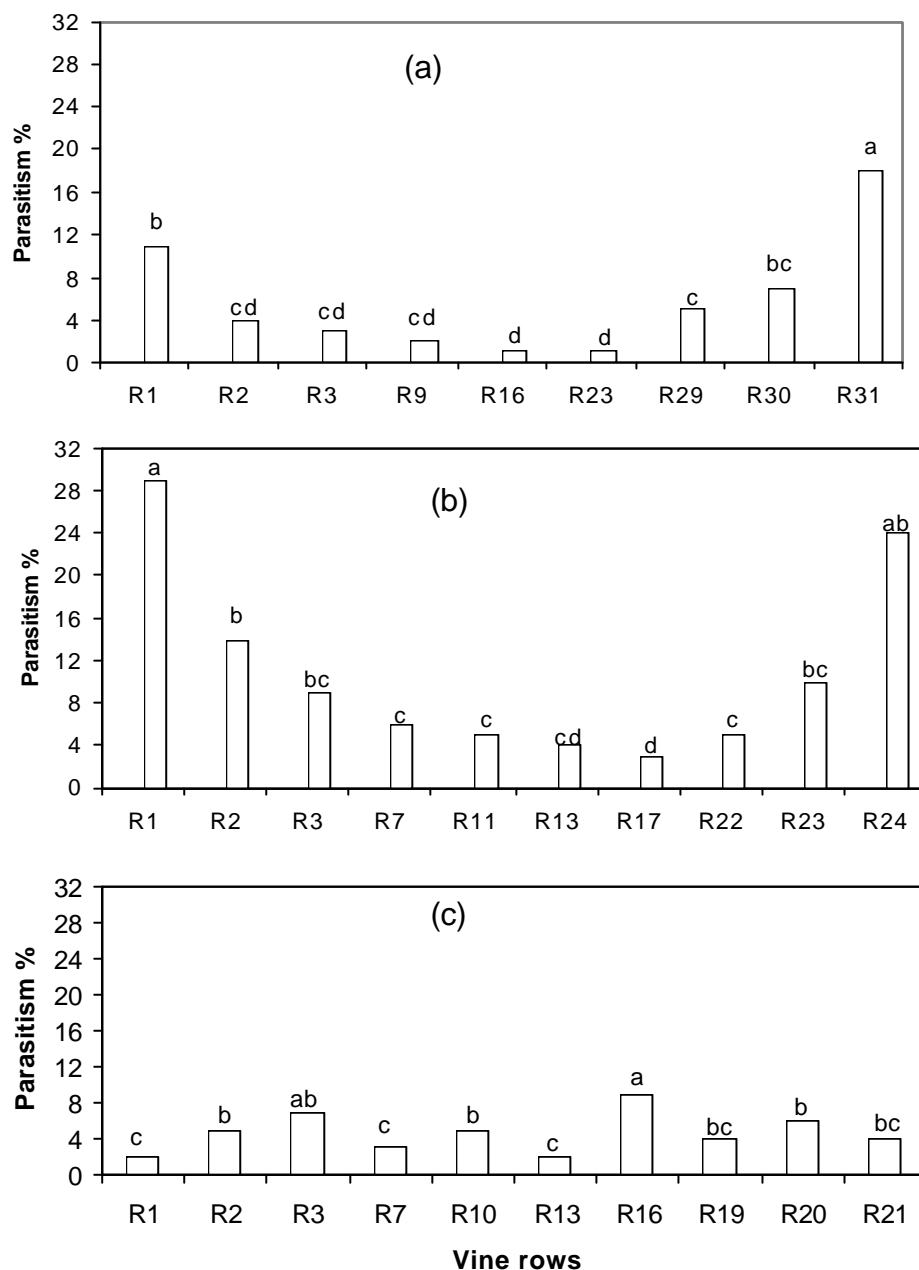 32
(a)
28
24
20
a
16
12
b
8
bc
cd
cd
c
4
cd
d
d
0
R1 R2 R3 R9 R16 R23 R29 R30 R31
Parasitism %
32
a
28
(b)
24
ab
20
16
b
12
bc
bc
8
c
c
c
4
cd
d
0
R1 R2 R3 R7 R11 R13 R17 R22 R23 R24
Parasitism %
32
(c)
28
24
20
16
12
a
8
ab
b
b
b
4
c
c
c
bc
bc
0
R1 R2 R3 R7 R10 R13 R16 R19 R20 R21
Parasitism %
Vine rows